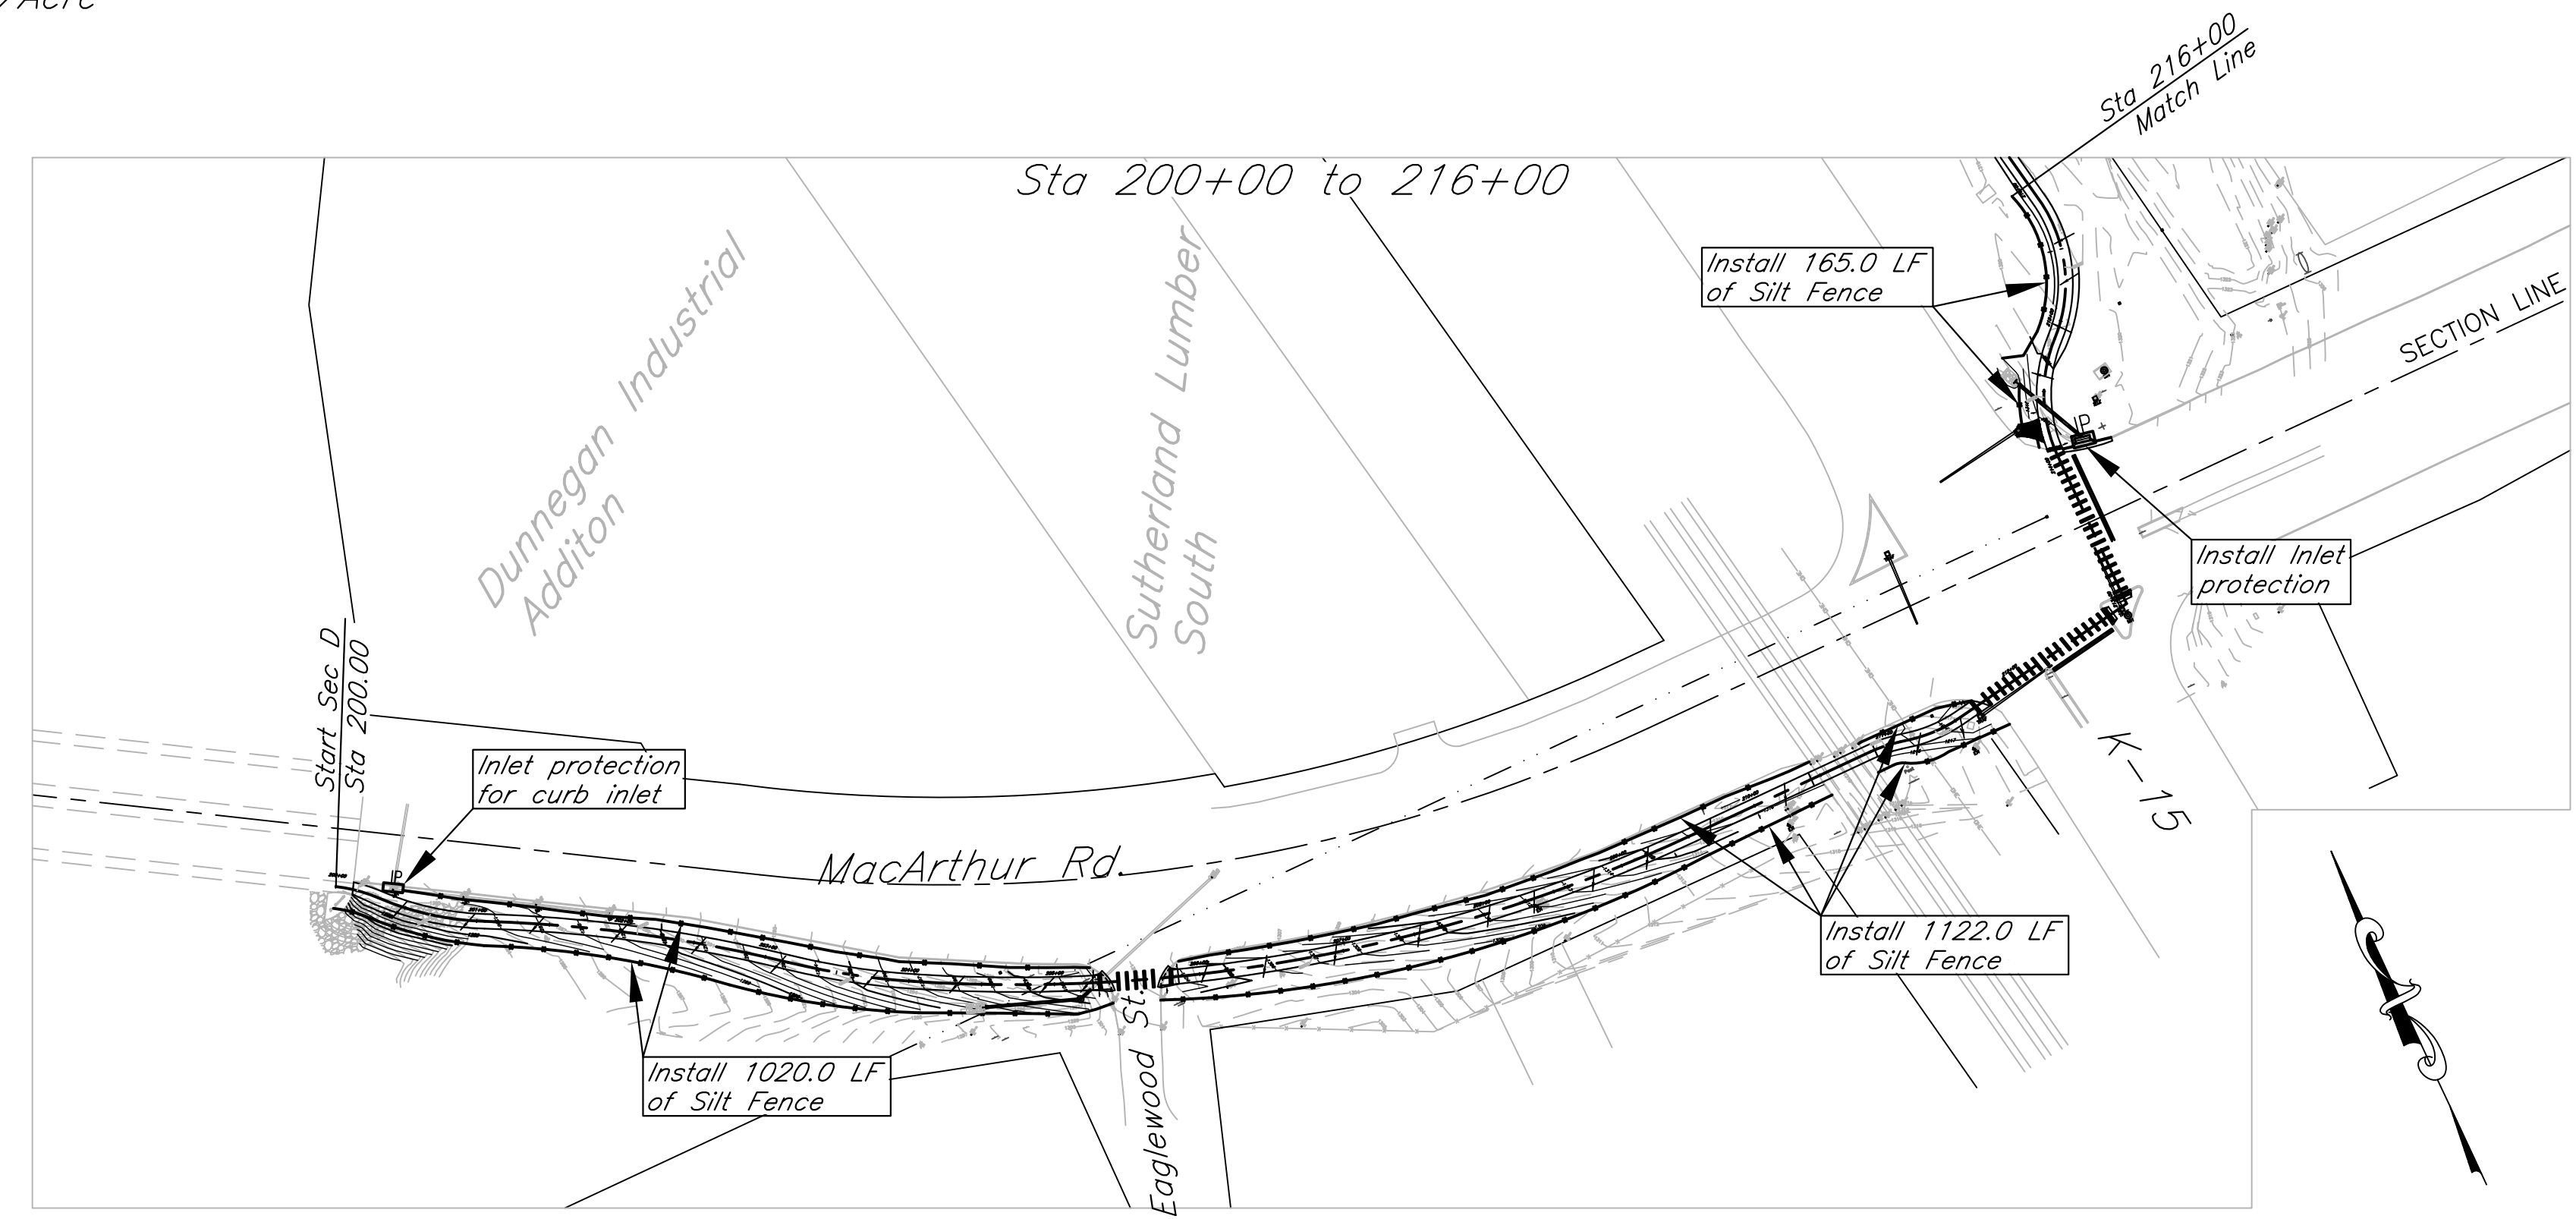 Sta 216+00
Match Line
Sta 200+00 to 216+00
Dunnegan Industrial
Additon
Sutherland Lumber
South
Install 165.0 LF
of Silt Fence
SECTION LINE
IP
Install Inlet
protection
Start Sec D
Sta 200.00
Inlet protection
for curb inlet
IP
MacArthur Rd.
K-15
Install 1122.0 LF
of Silt Fence
Install 1020.0 LF
of Silt Fence
Eaglewood St.